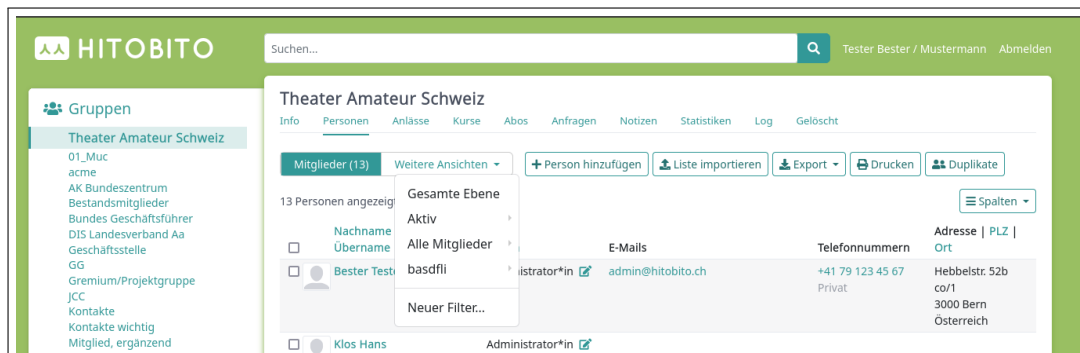 HITOBITO
Suchen...
Tester Bester / Mustermann Abmelden
Gruppen
Theater Amateur Schweiz
01_Muc
acme
AK Bundeszentrum
Bestandsmitglieder
Bundes Geschäftsführer
DIS Landesverband Aa
Geschäftsstelle
GG
Gremium/Projektgruppe
JCC
Kontakte
Kontakte wichtig
Mitglied, ergänzend
Theater Amateur Schweiz
Info Personen Anlässe Kurse Abos Anfragen Notizen Statistiken Log Gelöscht
Mitglieder (13) Weitere Ansichten + Person hinzufügen Liste importieren Export Drucken Duplikate
Gesamte Ebene
Aktiv
Alle Mitglieder
basdfli
Neuer Filter...
13 Personen angezeigt
Spalten
Nachname
Übername
E-Mails
Telefonnummern
Adresse | PLZ |
Ort
Bester Teste
istrator*in
admin@hitobito.ch
+41 79 123 45 67
Privat
Hebbelstr. 52b
co/1
3000 Bern
Österreich
Klos Hans Administrator*in